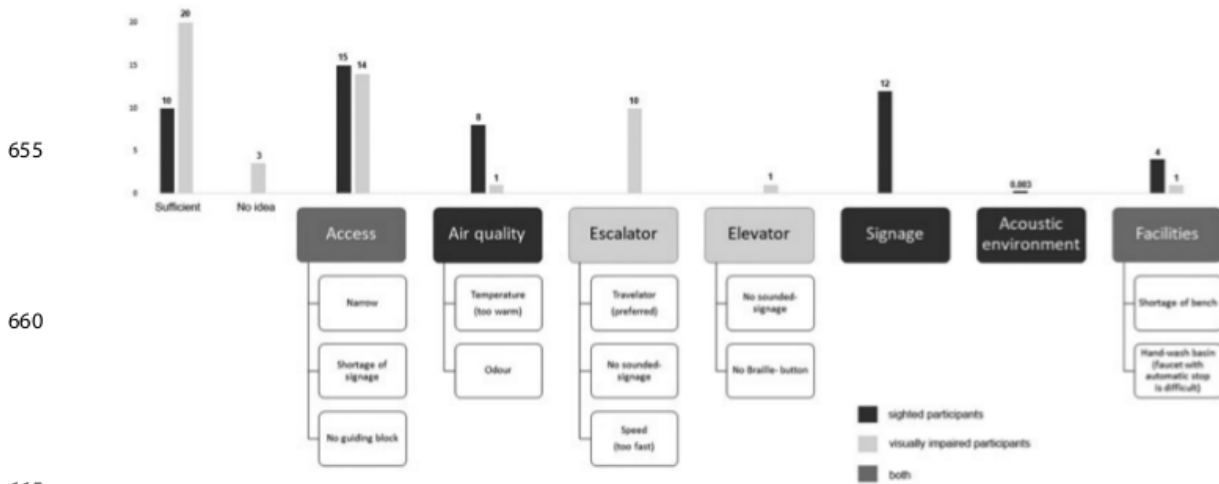 20
15
10
5
0
10
20
3
15
14
8
1
10
1
12
0.003
4
1
Sufficient
No idea
655
660
Access
Air quality
Escalator
Elevator
Signage
Acoustic
environment
Facilities
Narrow
Shortage of
signage
No guiding block
Temperature
(too warm)
Odour
Travelator
(preferred)
No sounded-
signage
Speed
(too fast)
No sounded-
signage
No Braille- button
Shortage of bench
Hand-wash basin
(faucet with
automatic stop
is difficult)
sighted participants
visually impaired participants
both